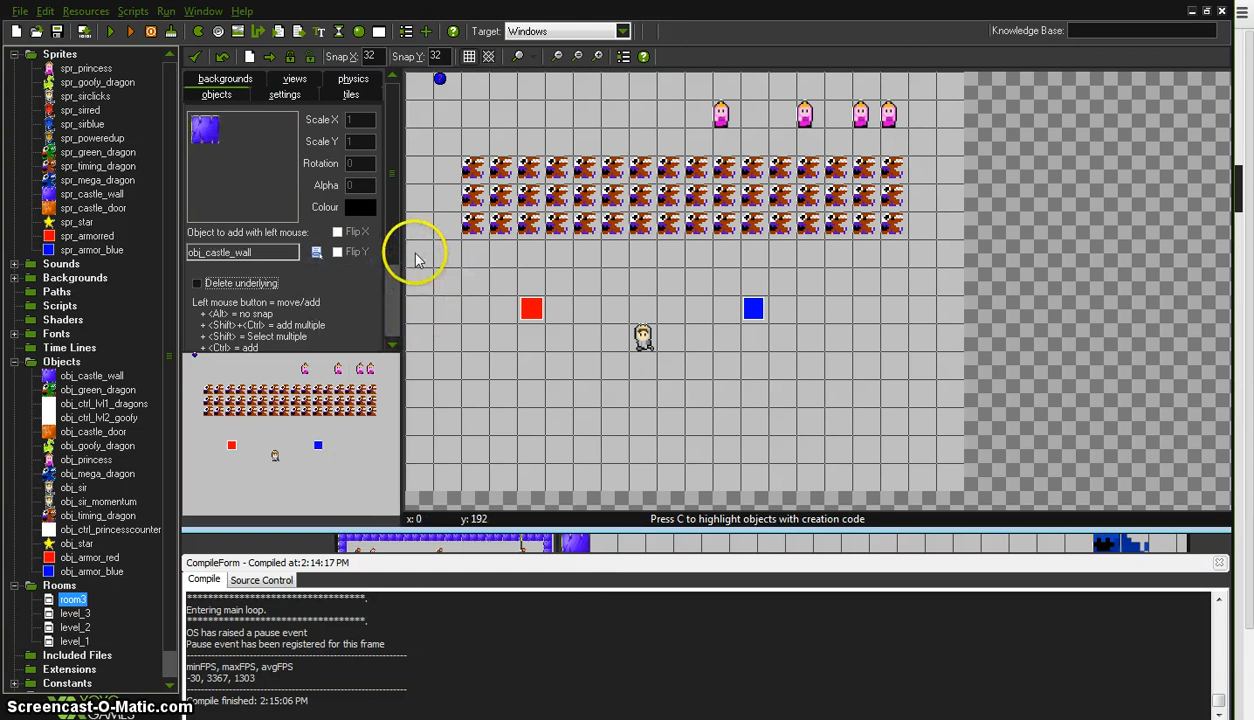 File Edit Resources Scripts Run Window Help
Target: Windows Knowledge Base:
Snap X: 32 Snap Y: 32
Sprites
spr_princess
spr_goofy_dragon
spr_sirclicks
spr_sirred
spr_sirblue
spr_poweredup
spr_green_dragon
spr_timing_dragon
spr_mega_dragon
spr_castle_wall
spr_castle_door
spr_star
spr_armorred
spr_armor_blue
Sounds
Backgrounds
Paths
Scripts
Shaders
Fonts
Time Lines
Objects
obj_castle_wall
obj_green_dragon
obj_ctrl_lvl1_dragons
obj_ctrl_lvl2_goofy
obj_castle_door
obj_goofy_dragon
obj_princess
obj_mega_dragon
obj_sir
obj_sir_momentum
obj_timing_dragon
obj_ctrl_princesscounter
obj_star
obj_armor_red
obj_armor_blue
Rooms
room3
level_3
level_2
level_1
Included Files
Extensions
Constants
backgrounds views physics
objects settings tiles
Scale X 1
Scale Y 1
Rotation 0
Alpha 0
Colour
Object to add with left mouse: Flip X
obj_castle_wall Flip Y
Delete underlying
Left mouse button = move/add
+ <Alt> = no snap
+ <Shift>+<Ctrl> = add multiple
+ <Shift> = Select multiple
+ <Ctrl> = add
x: 0 y: 192 Press C to highlight objects with creation code
CompileForm - Compiled at:2:14:17 PM
Compile Source Control
**********************************.
Entering main loop.
**********************************.
OS has raised a pause event
Pause event has been registered for this frame
minFPS, maxFPS, avgFPS
-30, 3367, 1303
Compile finished: 2:15:06 PM
YOYO
GAMES
Screencast-O-Matic.com